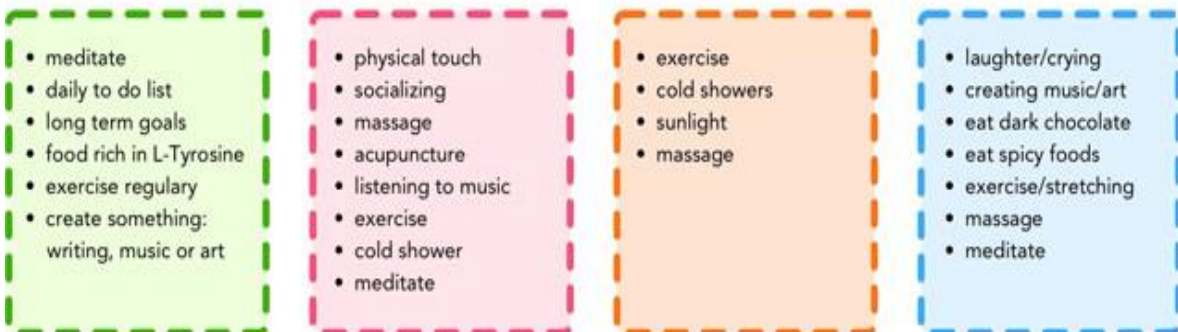 • meditate
• daily to do list
• long term goals
• food rich in L-Tyrosine
• exercise regulary
• create something:
writing, music or art
• physical touch
• socializing
• massage
• acupuncture
• listening to music
• exercise
• cold shower
• meditate
• exercise
• cold showers
• sunlight
• massage
• laughter/crying
• creating music/art
• eat dark chocolate
• eat spicy foods
• exercise/stretching
• massage
• meditate